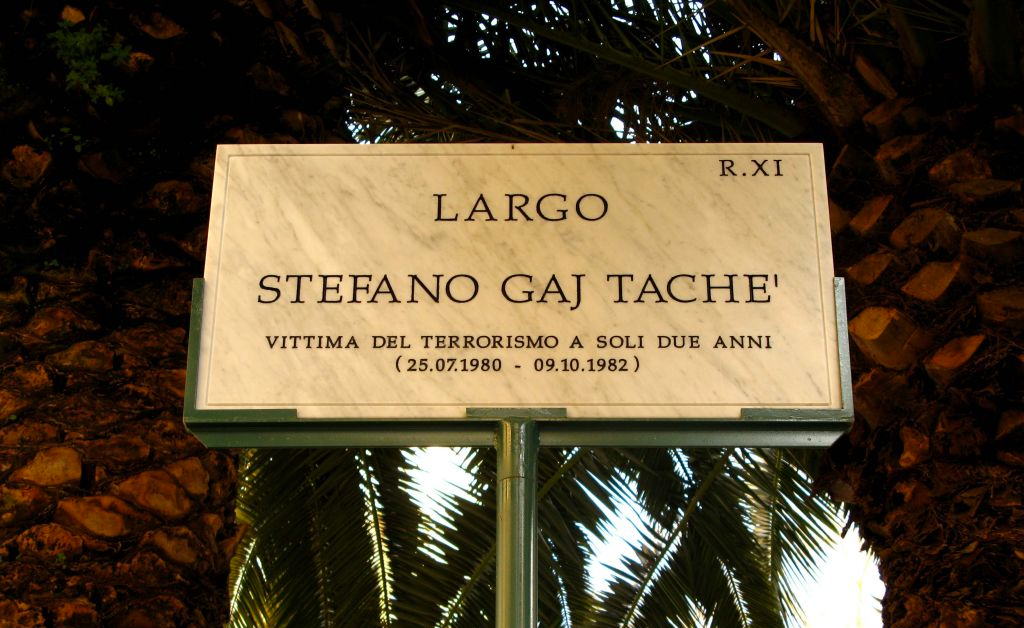 R.XI
LARGO
STEFANO GAJ TACHE'
VITTIMA DEL TERRORISMO A SOLI DUE ANNI
(25.07.1980 - 09.10.1982)